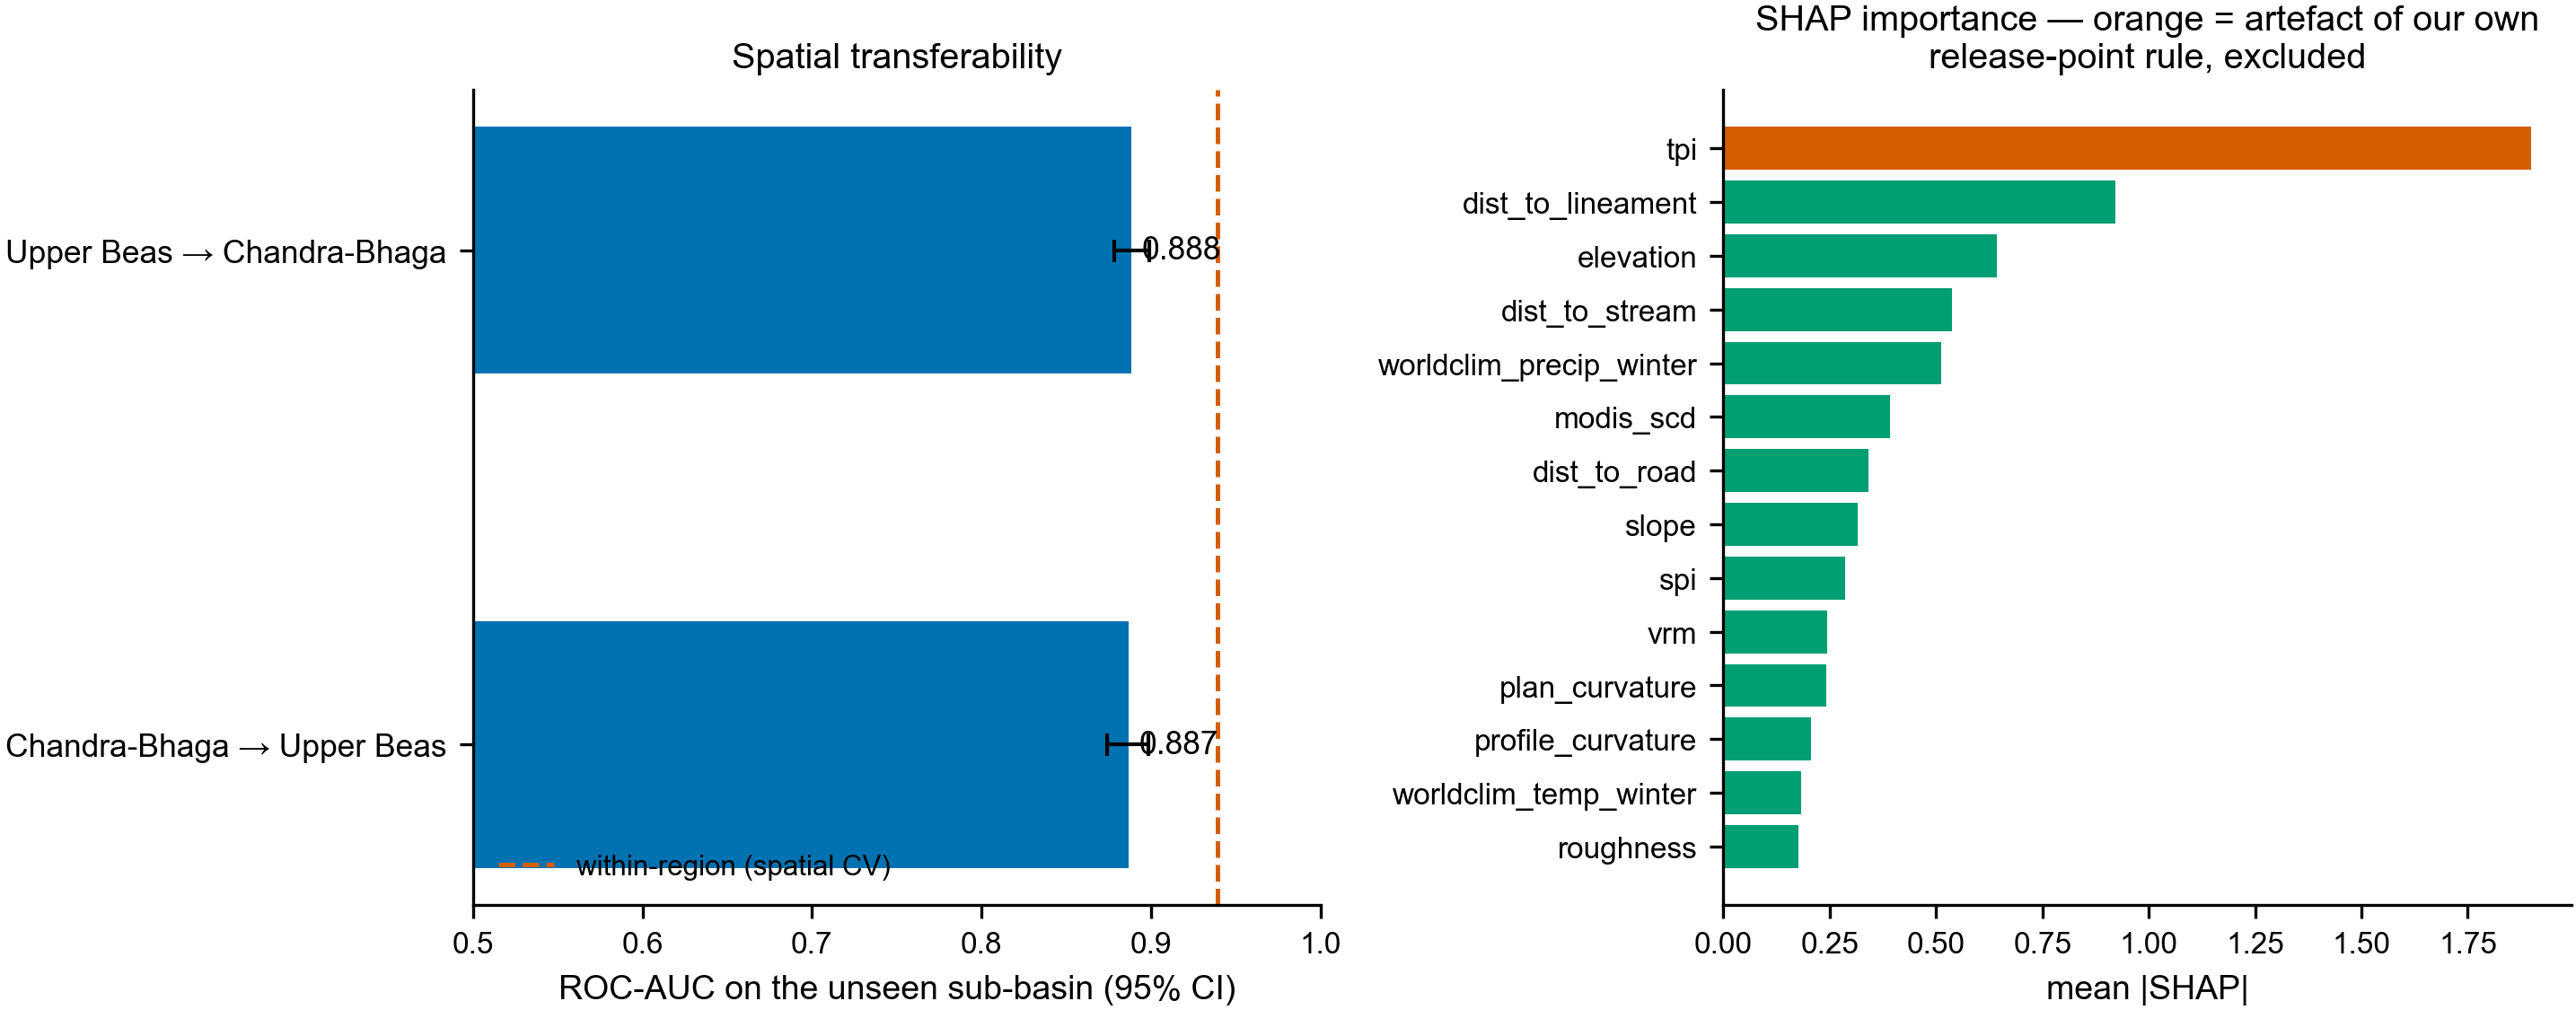 Spatial transferability
Upper Beas → Chandra-Bhaga
0.888
Chandra-Bhaga → Upper Beas
0.887
within-region (spatial CV)
0.5 0.6 0.7 0.8 0.9 1.0
ROC-AUC on the unseen sub-basin (95% CI)
SHAP importance — orange = artefact of our own
release-point rule, excluded
tpi
dist_to_lineament
elevation
dist_to_stream
worldclim_precip_winter
modis_scd
dist_to_road
slope
spi
vrm
plan_curvature
profile_curvature
worldclim_temp_winter
roughness
0.00 0.25 0.50 0.75 1.00 1.25 1.50 1.75
mean |SHAP|